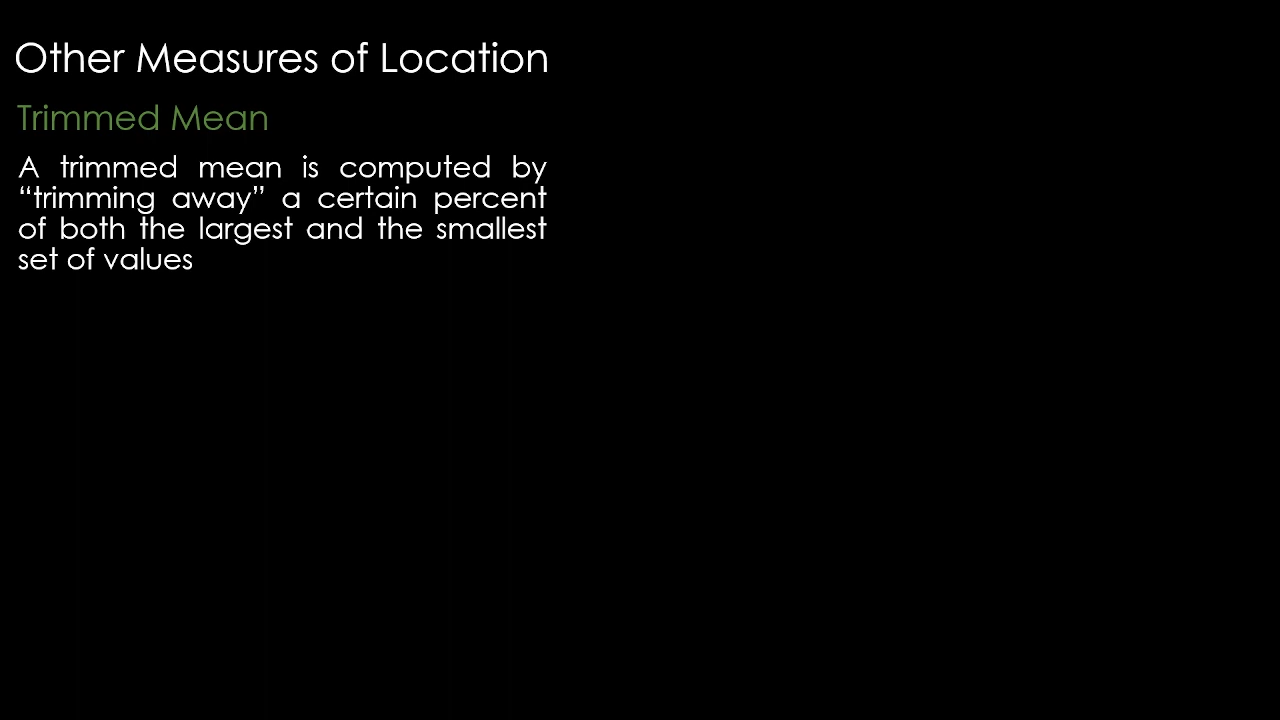 Other Measures of Location
Trimmed Mean
A trimmed mean is computed by
“trimming away” a certain percent
of both the largest and the smallest
set of values